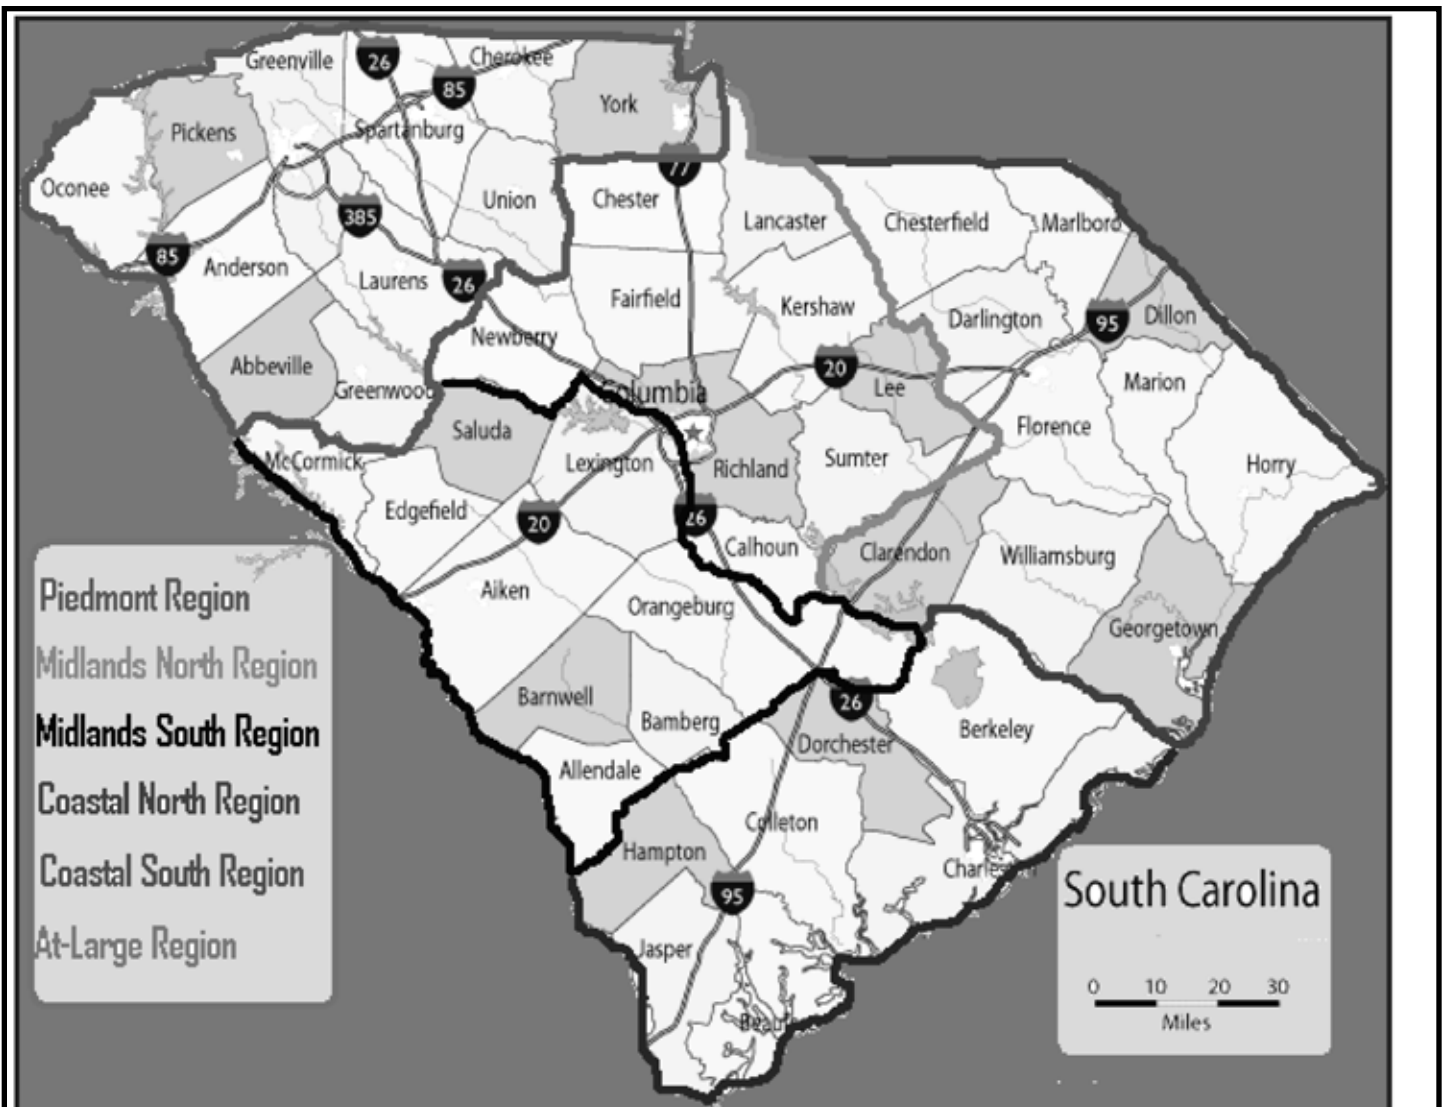 Greenville
26
Cherokee
85
York
Pickens
Spartanburg
77
Oconee
Chester
Union
385
Lancaster
Chesterfield
Marlboro
85
Anderson
Laurens
26
Fairfield
Kershaw
Darlington
95
Dillon
Newberry
Abbeville
20
Lee
Marion
Greenwood
Columbia
Florence
Saluda
McCormick
Lexington
Richland
Sumter
Horry
Edgefield
20
26
Calhoun
Clarendon
Williamsburg
Aiken
Orangeburg
Georgetown
Barnwell
Bamberg
26
Berkeley
Dorchester
Allendale
Colleton
Hampton
Charleston
95
Jasper
Piedmont Region
Midlands North Region
Midlands South Region
Coastal North Region
Coastal South Region
At-Large Region
South Carolina
0 10 20 30
Miles